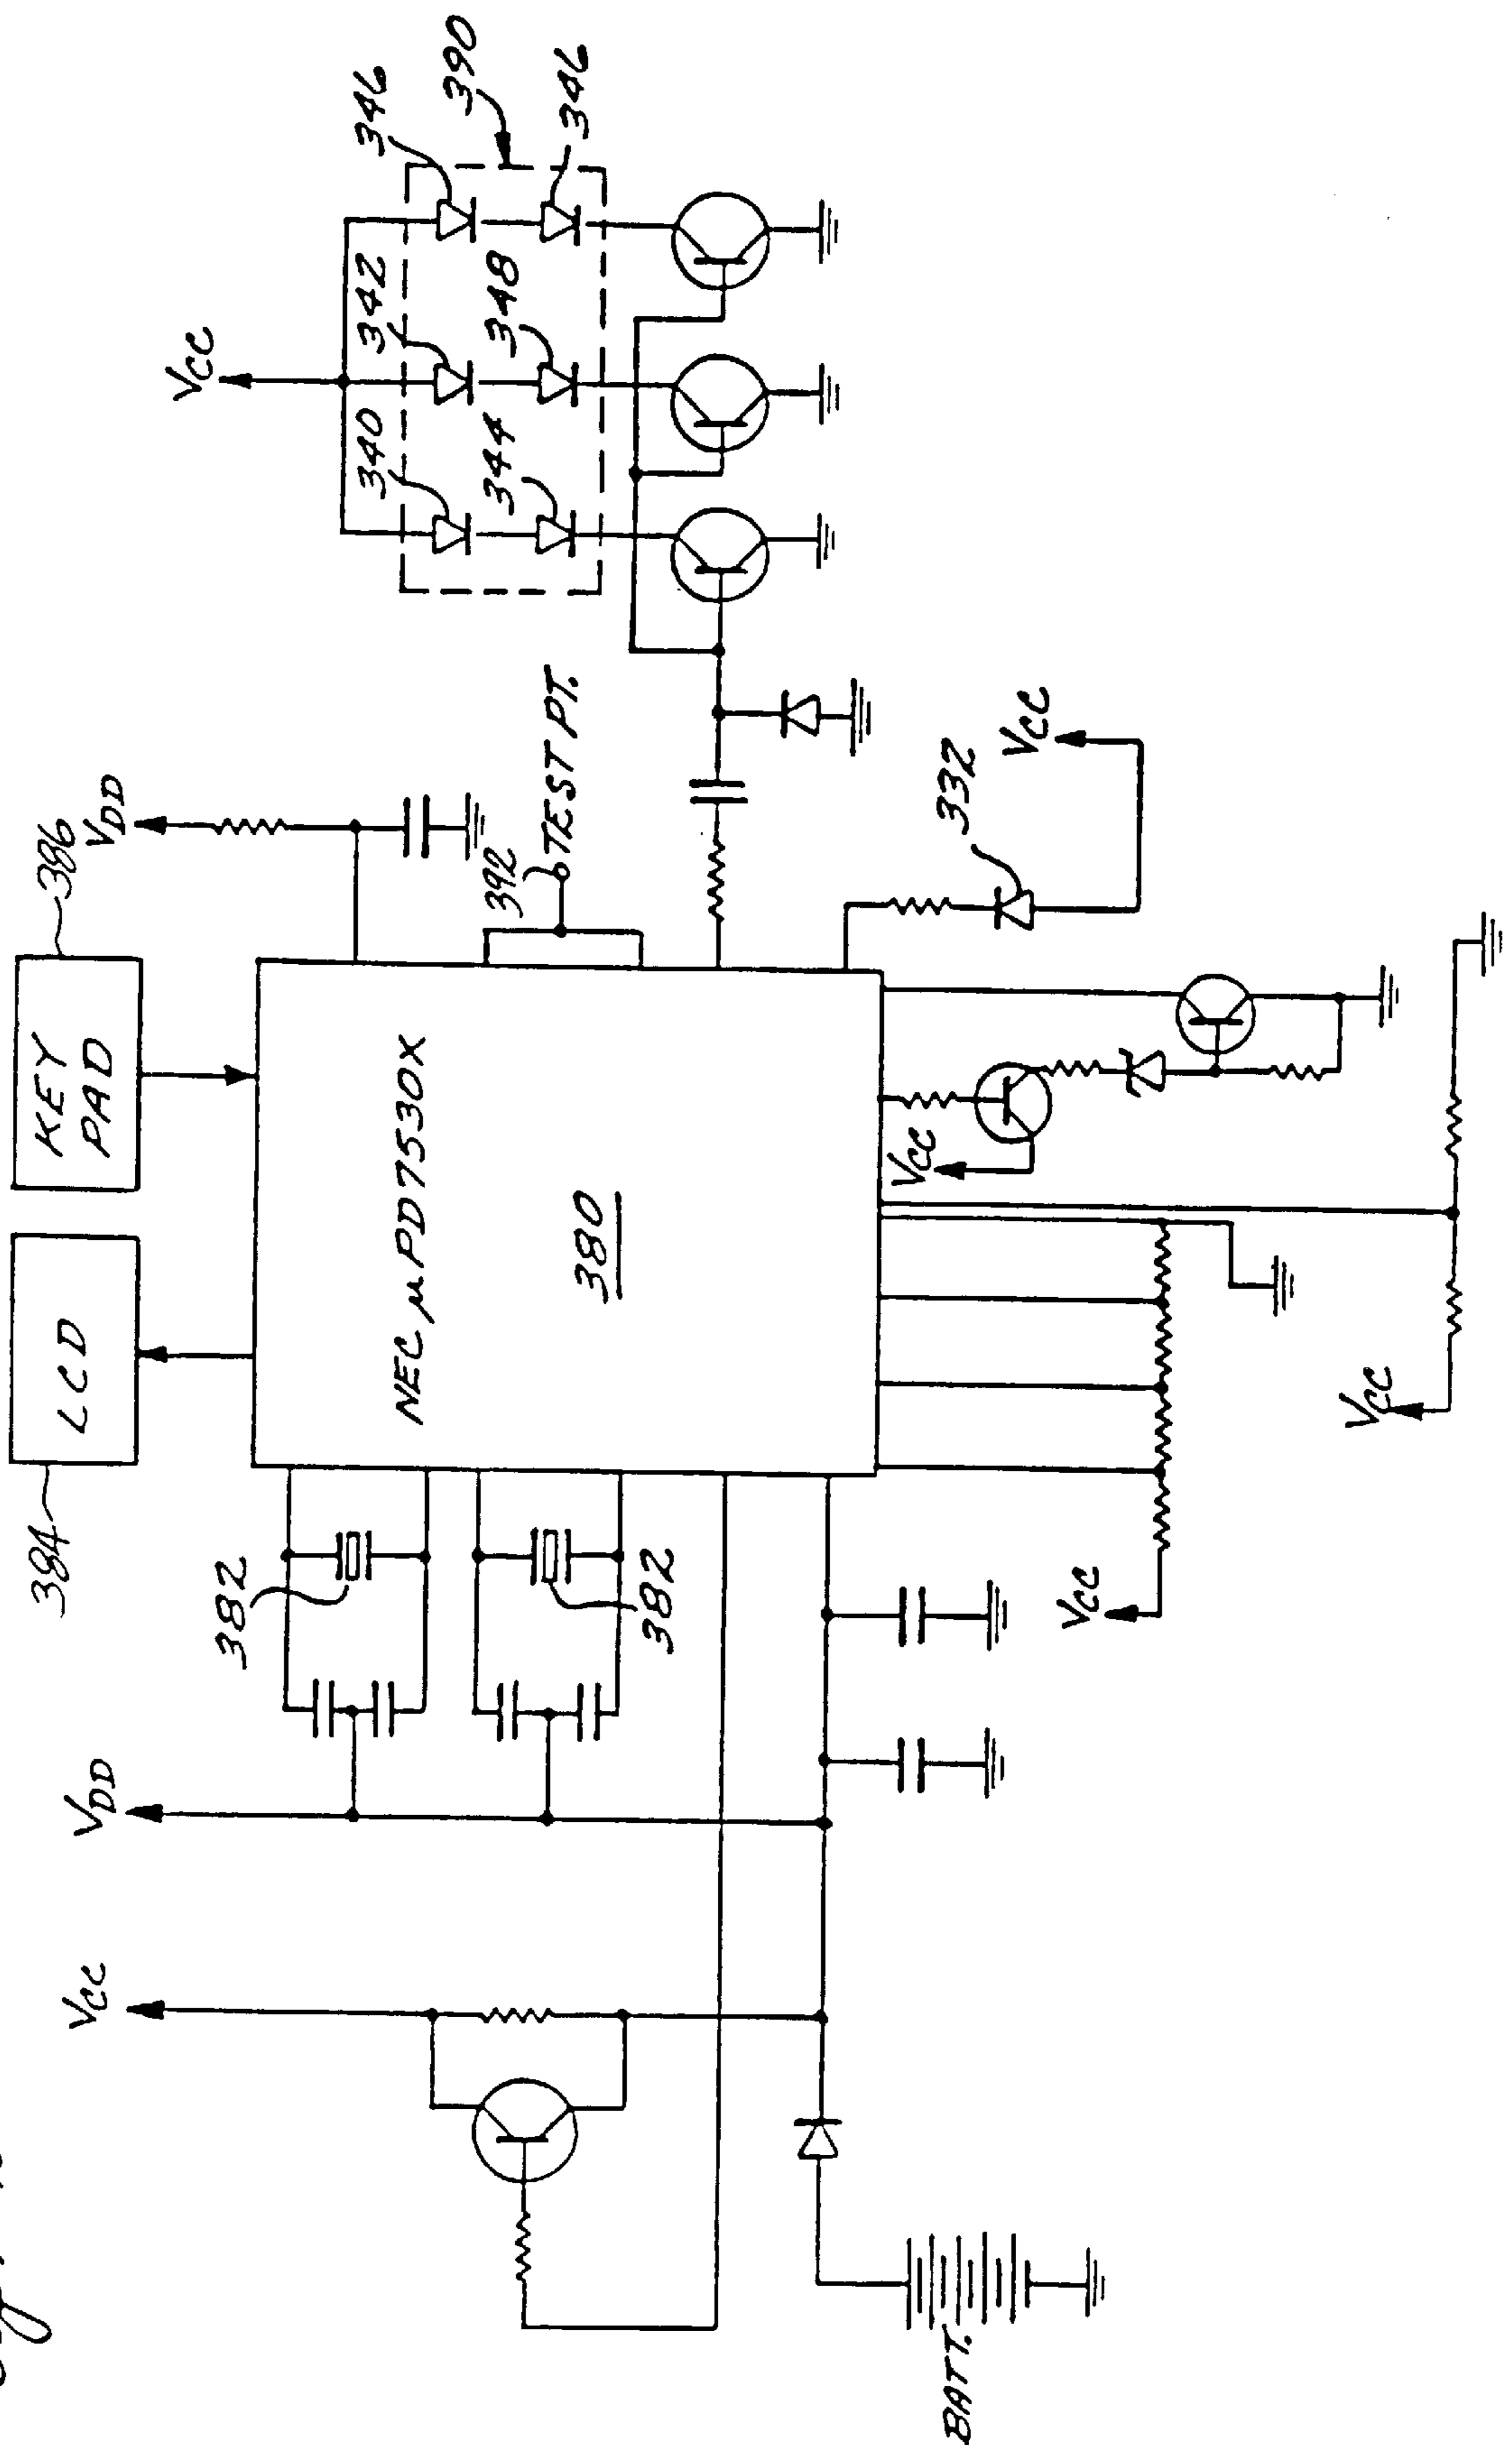 384
LCD
KEY
PAD
386
VCC
VDD
VDD
VCC
382
382
NEC μPD7530X
380
392
TEST PT.
340
342
346
344
348
346
390
332
VCC
VCC
VCC
VCC
BATT.